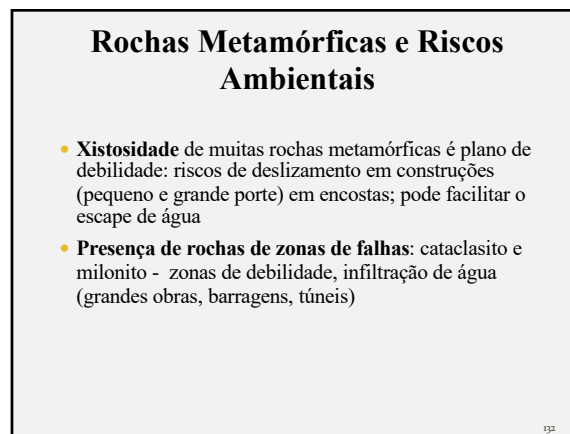 Rochas Metamórficas e Riscos
Ambientais
• Xistosidade de muitas rochas metamórficas é plano de
debilidade: riscos de deslizamento em construções
(pequeno e grande porte) em encostas; pode facilitar o
escape de água
• Presença de rochas de zonas de falhas: cataclasito e
milonito - zonas de debilidade, infiltração de água
(grandes obras, barragens, túneis)
132